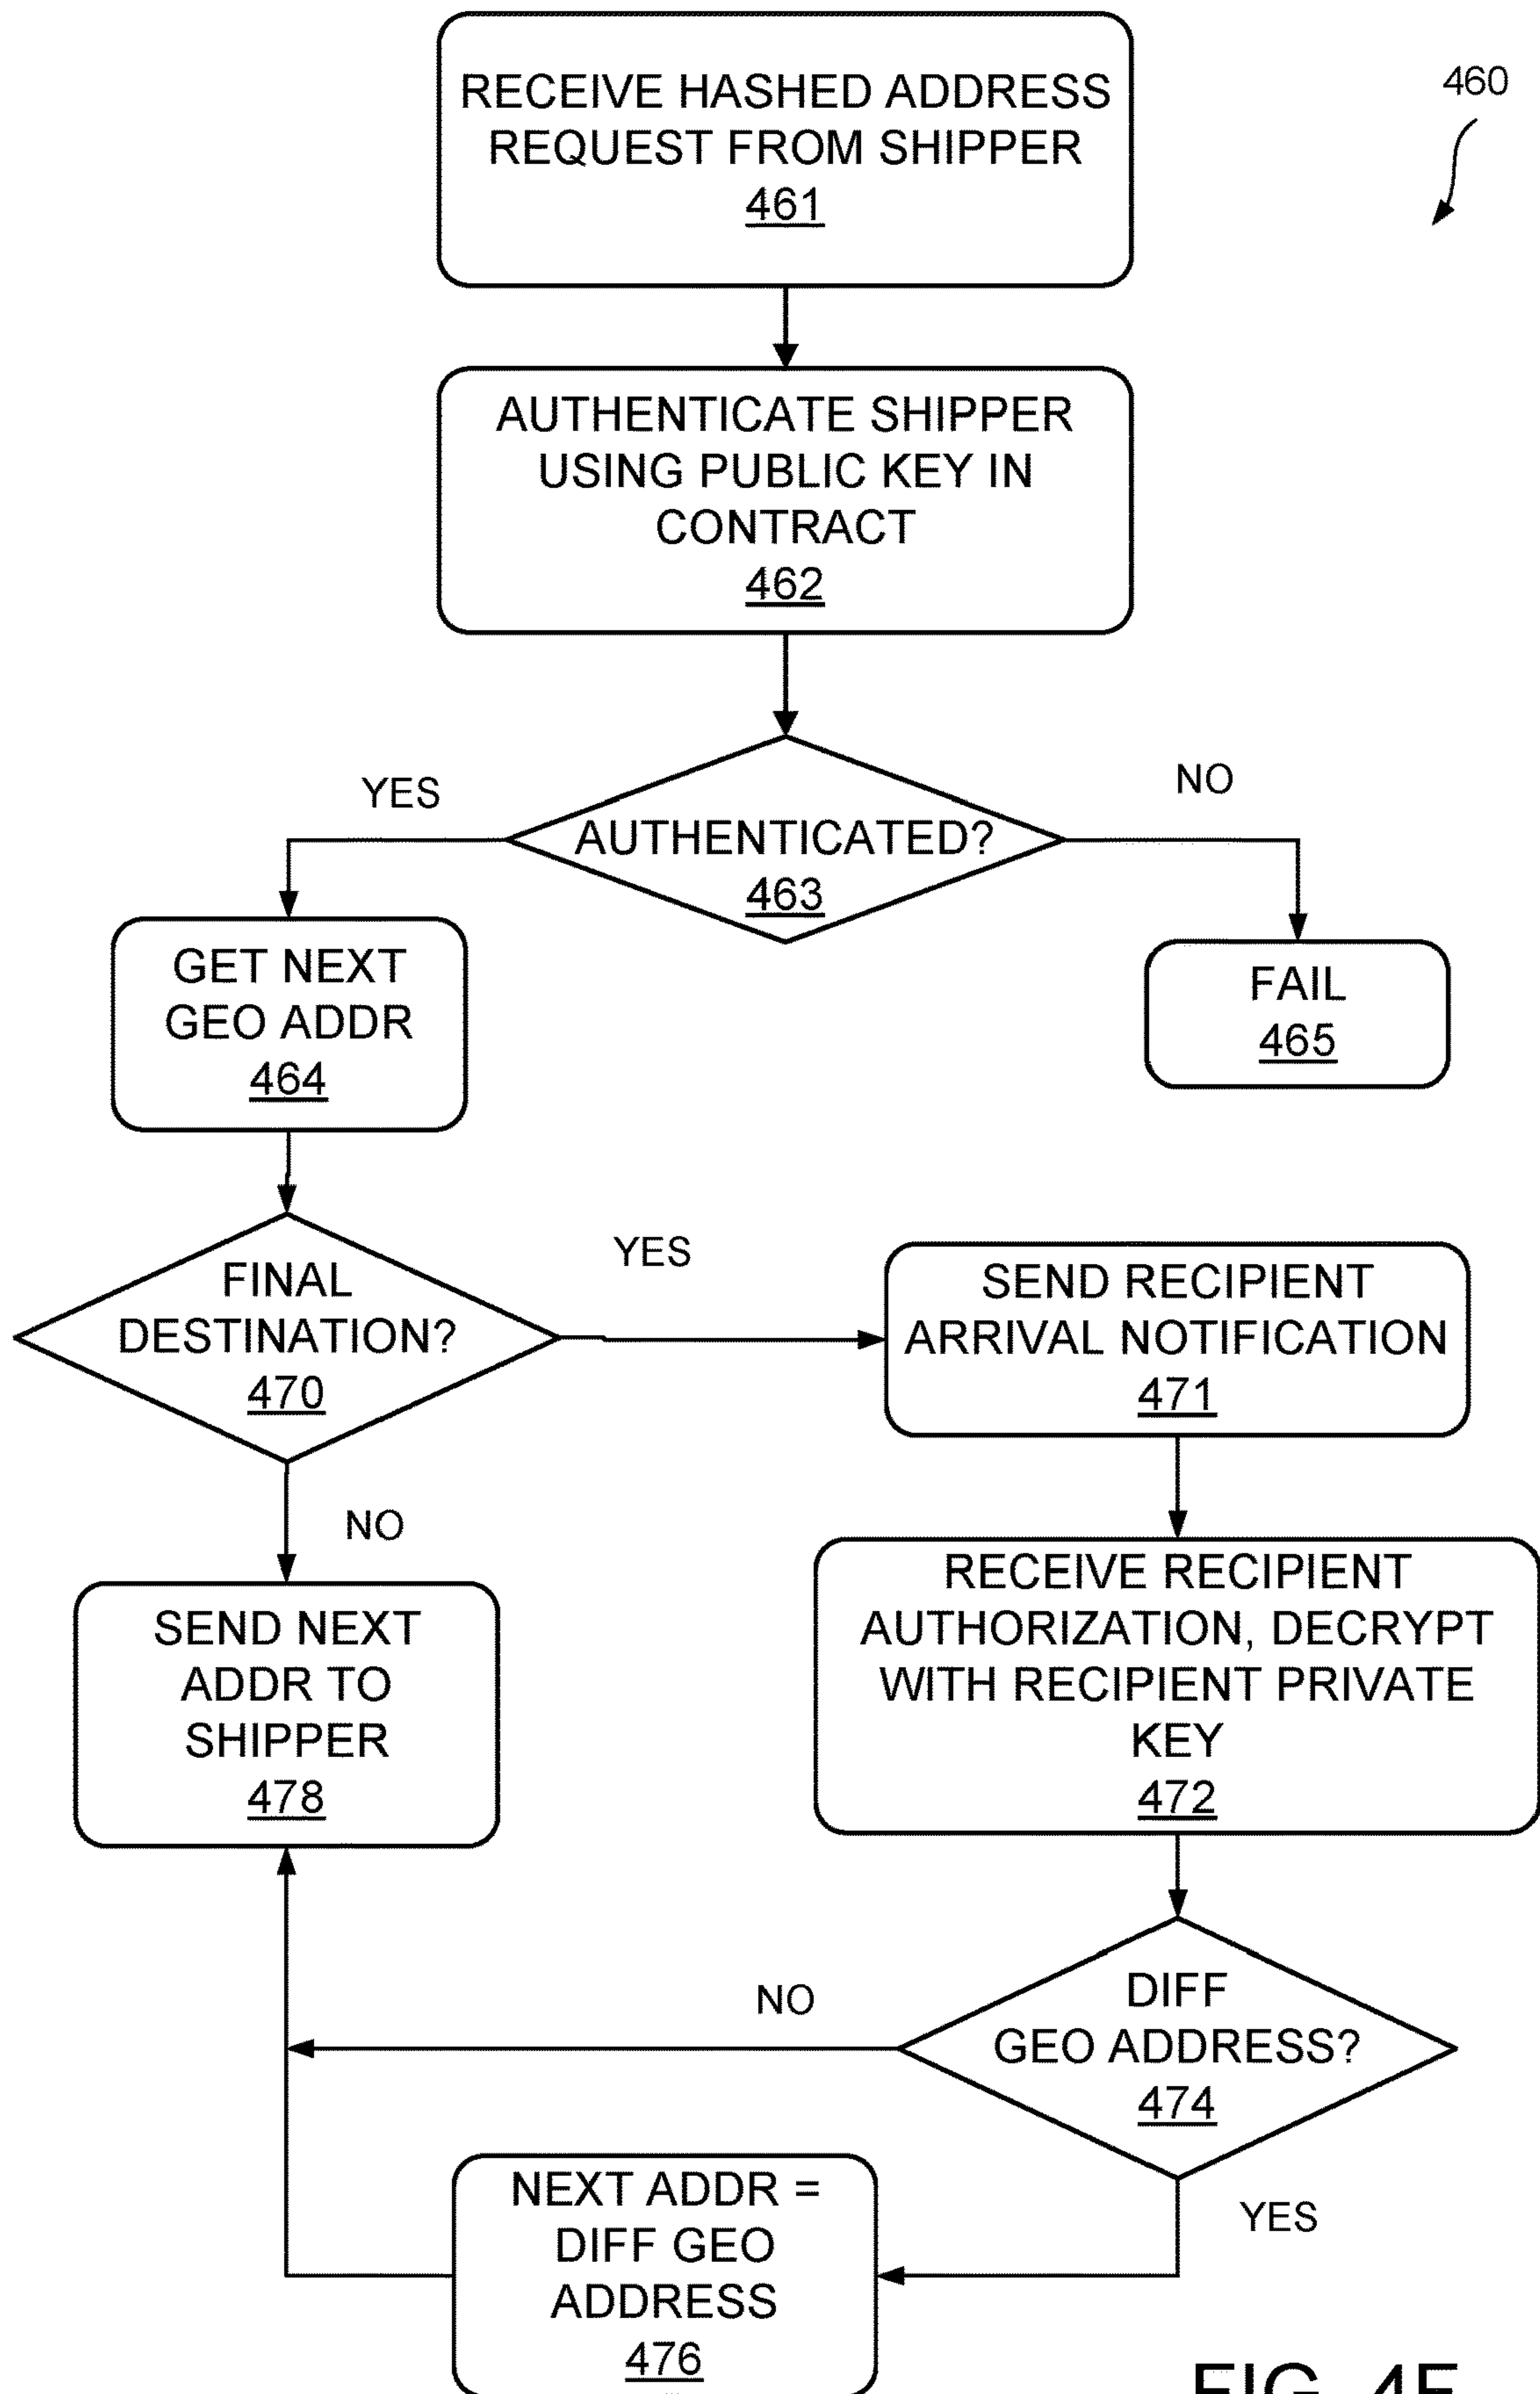 RECEIVE HASHED ADDRESS
REQUEST FROM SHIPPER
461
460
AUTHENTICATE SHIPPER
USING PUBLIC KEY IN
CONTRACT
462
YES
NO
AUTHENTICATED?
463
GET NEXT
GEO ADDR
464
FAIL
465
FINAL
DESTINATION?
470
YES
SEND RECIPIENT
ARRIVAL NOTIFICATION
471
NO
SEND NEXT
ADDR TO
SHIPPER
478
RECEIVE RECIPIENT
AUTHORIZATION, DECRYPT
WITH RECIPIENT PRIVATE
KEY
472
NO
DIFF
GEO ADDRESS?
474
YES
NEXT ADDR =
DIFF GEO
ADDRESS
476
FIG.